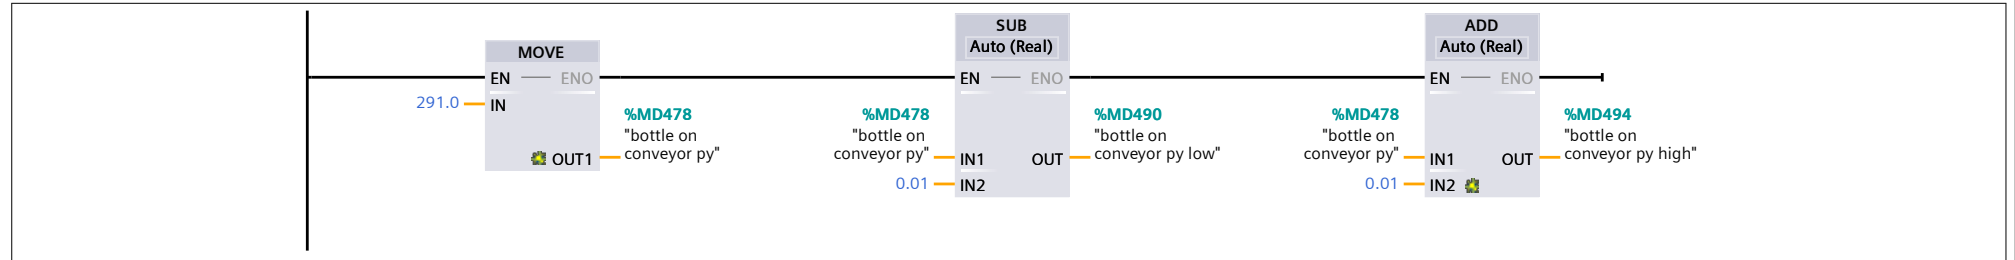 MOVE
EN ENO
291.0 IN
%MD478
"bottle on
conveyor py"
OUT1
SUB
Auto (Real)
EN ENO
%MD478
"bottle on
conveyor py"
IN1
0.01 IN2
%MD490
"bottle on
conveyor py low"
OUT
ADD
Auto (Real)
EN ENO
%MD478
"bottle on
conveyor py"
IN1
0.01 IN2
%MD494
"bottle on
conveyor py high"
OUT